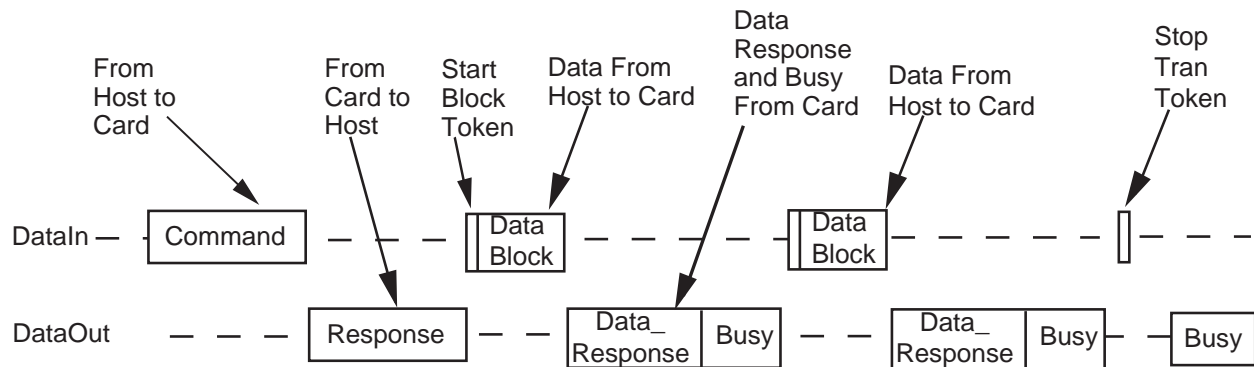 From
Host to
Card
From
Card to
Host
Start
Block
Token
Data From
Host to Card
Data
Response
and Busy
From Card
Data From
Host to Card
Stop
Tran
Token
DataIn
Command
Data
Block
Data
Block
DataOut
Response
Data_
Response
Busy
Data_
Response
Busy
Busy